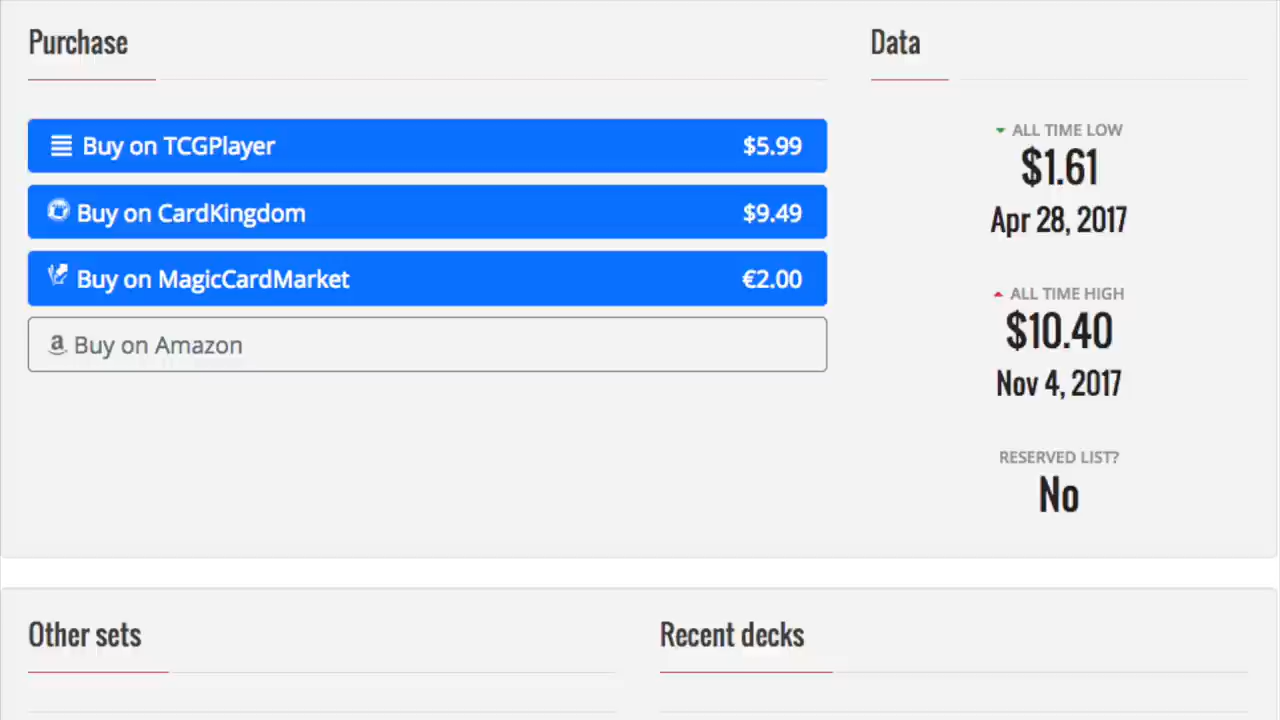 Purchase
Buy on TCGPlayer $5.99
Buy on CardKingdom $9.49
Buy on MagicCardMarket €2.00
Buy on Amazon
Data
ALL TIME LOW
$1.61
Apr 28, 2017
ALL TIME HIGH
$10.40
Nov 4, 2017
RESERVED LIST?
No
Other sets
Recent decks